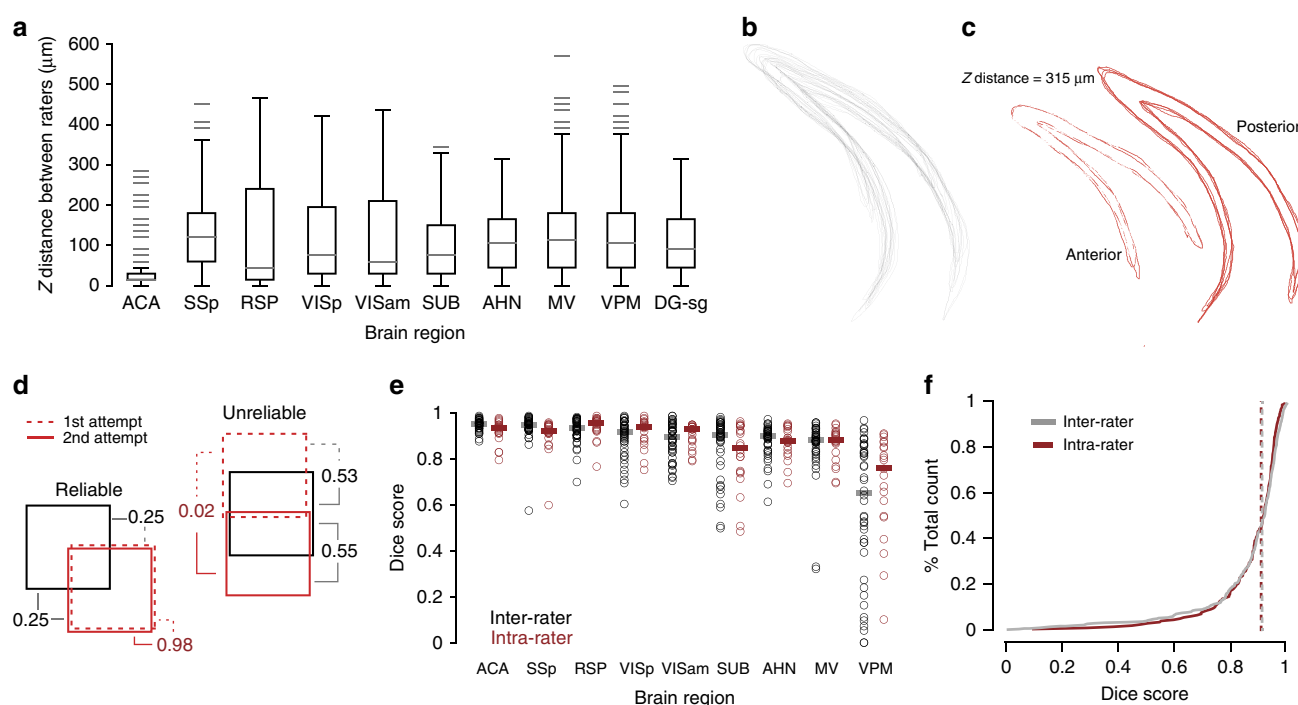 a
Z distance between raters (μm)
600
500
400
300
200
100
0
ACA SSp RSP VISp VISam SUB AHN MV VPM DG-sg
Brain region
b
c
Z distance = 315 μm
Posterior
Anterior
d
1st attempt
2nd attempt
Reliable
0.25
0.25
0.98
Unreliable
0.02
0.53
0.55
e
Dice score
1
0.8
0.6
0.4
0.2
0
Inter-rater
Intra-rater
ACA SSp RSP VISp VISam SUB AHN MV VPM
Brain region
f
% Total count
1
0.8
0.6
0.4
0.2
0
Inter-rater
Intra-rater
0 0.2 0.4 0.6 0.8 1
Dice score